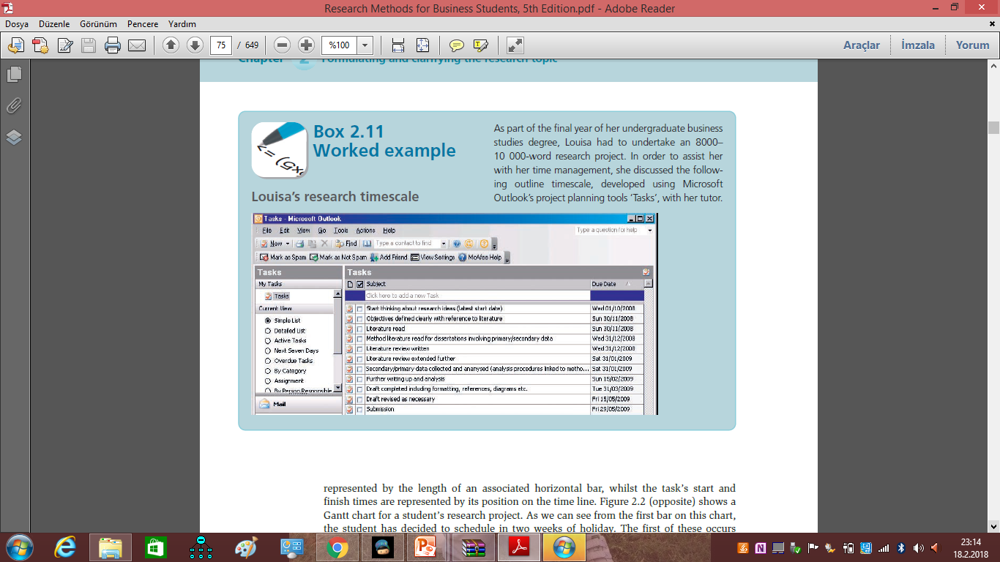 Research Methods for Business Students, 5th Edition.pdf - Adobe Reader
Dosya Düzenle Görünüm Pencere Yardım
75 / 649 %100 Araçlar İmzala Yorum
Chapter 2 Formulating and clarifying the research topic
Box 2.11
Worked example
Louisa's research timescale
As part of the final year of her undergraduate business
studies degree, Louisa had to undertake an 8000–
10 000-word research project. In order to assist her
with her time management, she discussed the follow-
ing outline timescale, developed using Microsoft
Outlook's project planning tools 'Tasks', with her tutor.
Tasks - Microsoft Outlook
File Edit View Go Tools Actions Help Type a question for help
New Find Type a contact to find
Mark as Spam Mark as Not Spam Add Friend View Settings McAfee Help
Tasks
My Tasks
Tasks
Current View
Simple List
Detailed List
Active Tasks
Next Seven Days
Overdue Tasks
By Category
Assignment
By Person Responsible
Mail
Tasks
Subject Due Date
Click here to add a new Task
Start thinking about research ideas (latest start date) Wed 01/10/2008
Objectives defined clearly with reference to literature Sun 30/11/2008
Literature read Sun 30/11/2008
Method literature read for dissertations involving primary/secondary data Wed 31/12/2008
Literature review written Wed 31/12/2008
Literature review extended further Sat 31/01/2009
Secondary/primary data collected and ananysed (analysis procedures linked to metho... Sat 31/01/2009
Further writing up and analysis Sun 15/02/2009
Draft completed including formatting, references, diagrams etc. Tue 31/03/2009
Draft revised as necessary Fri 15/05/2009
Submission Fri 29/05/2009
represented by the length of an associated horizontal bar, whilst the task's start and
finish times are represented by its position on the time line. Figure 2.2 (opposite) shows a
Gantt chart for a student's research project. As we can see from the first bar on this chart,
the student has decided to schedule in two weeks of holiday. The first of these occurs
23:14
18.2.2018